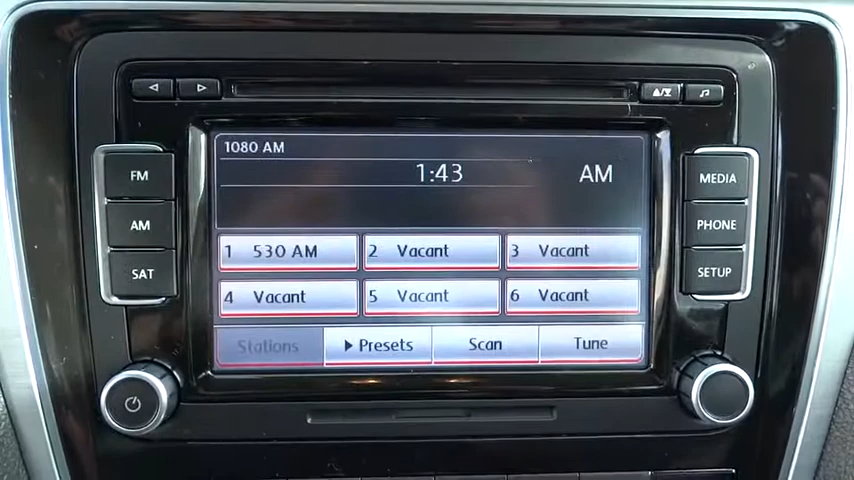 FM
AM
SAT
1080 AM
1:43 AM
1 530 AM
2 Vacant
3 Vacant
4 Vacant
5 Vacant
6 Vacant
Stations
Presets
Scan
Tune
MEDIA
PHONE
SETUP